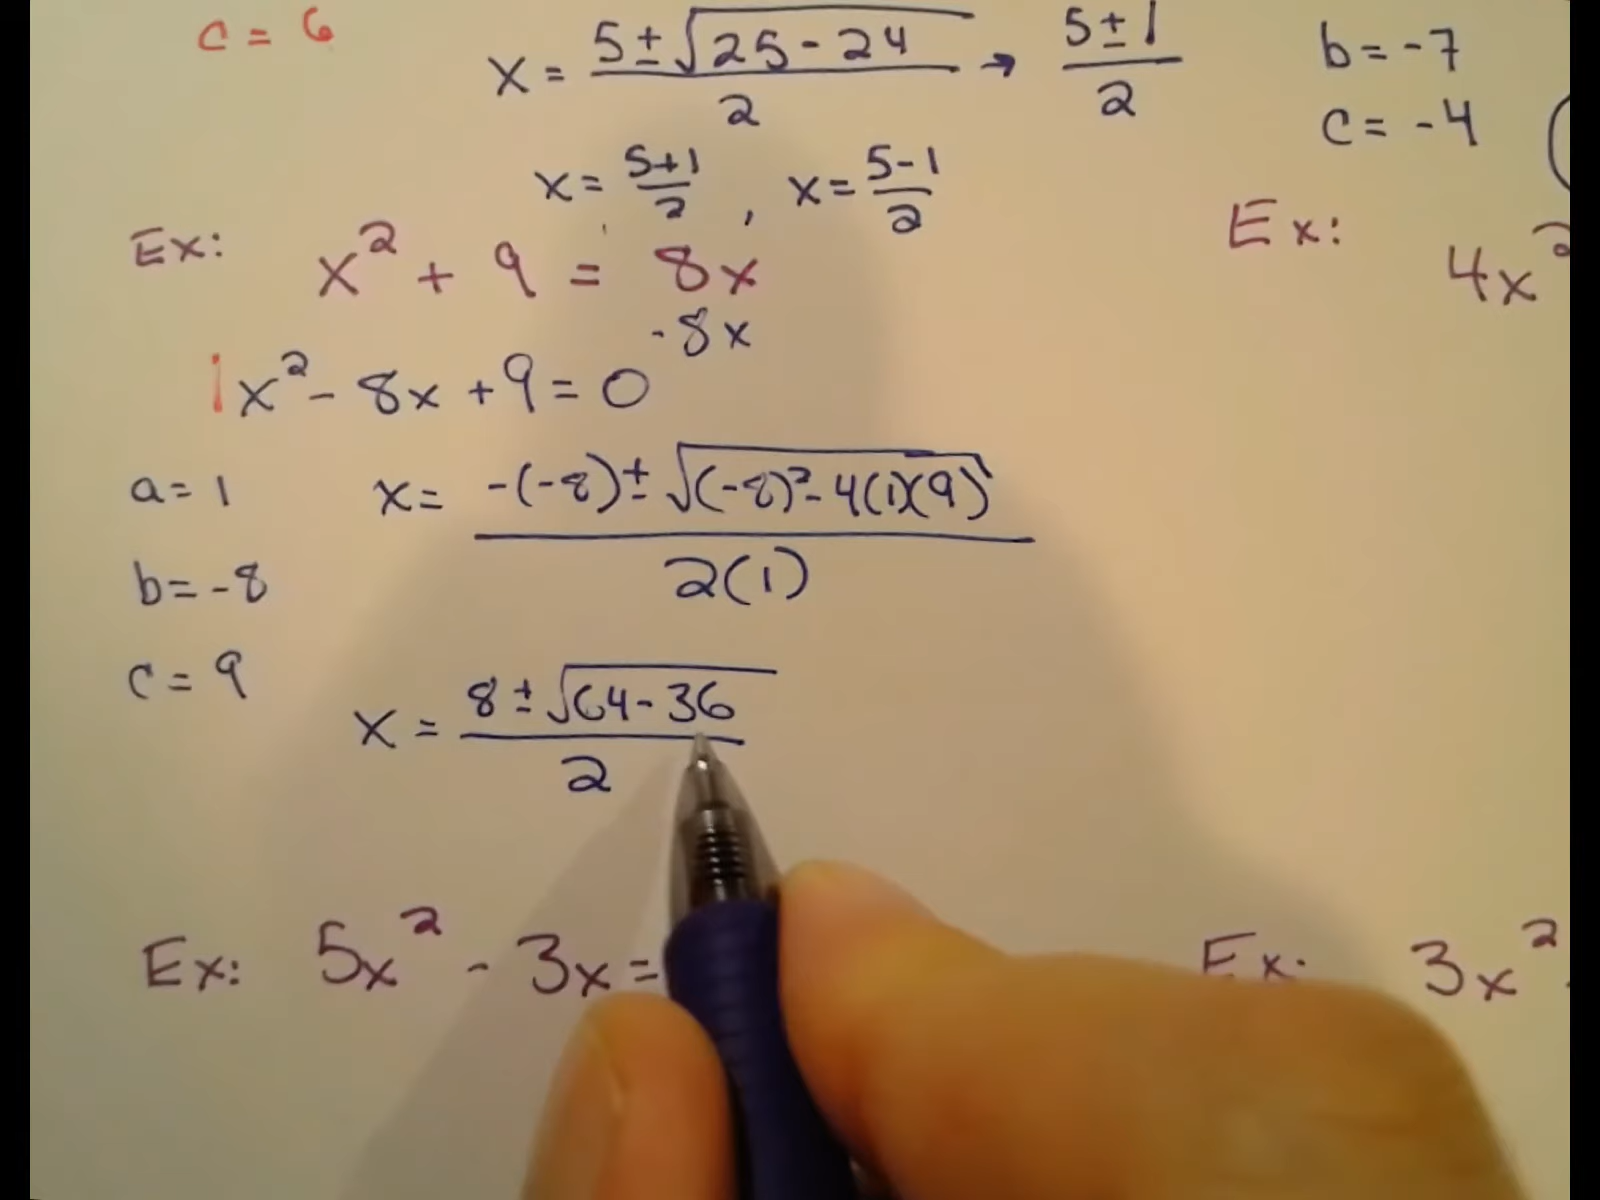 c = 6
x = 5 ± √25 - 24 / 2 → 5 ± 1 / 2
b = -7
c = -4
x = 5+1 / 2 , x = 5-1 / 2
Ex: x² + 9 = 8x
-8x
1x² - 8x + 9 = 0
a = 1
x = -(-8) ± √(-8)² - 4(1)(9) / 2(1)
b = -8
c = 9
x = 8 ± √64 - 36 / 2
Ex: 5x² - 3x =
Ex: 4x²
Ex: 3x²